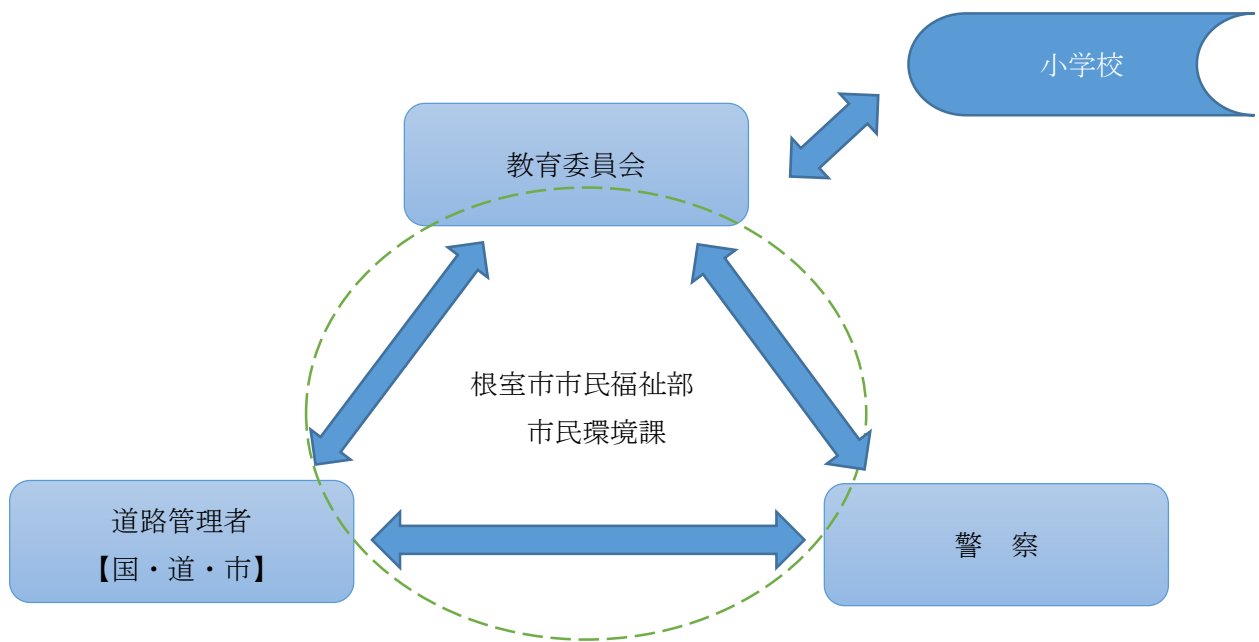 小学校
教育委員会
根室市市民福祉部
市民環境課
道路管理者
【国・道・市】
警　察